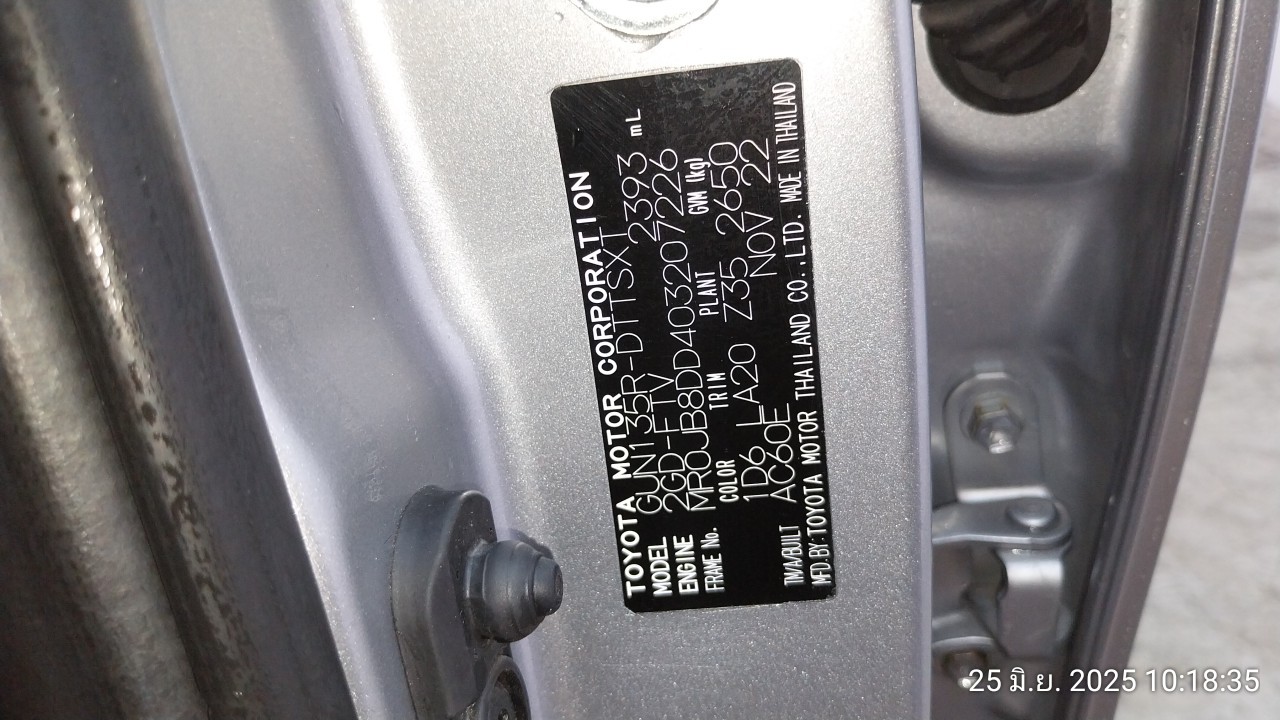 TOYOTA MOTOR CORPORATION
MODEL GUN135R-DTTSXT 2393 mL
ENGINE 2GD-FTV
FRAME No. MR0JB8DD403207226
COLOR TRIM PLANT GVM (kg)
1D6 LA20 Z35 2650
TM/A/BUILT AC60E NOV 22
MFD.BY:TOYOTA MOTOR THAILAND CO.,LTD. MADE IN THAILAND
25 มิ.ย. 2025 10:18:35